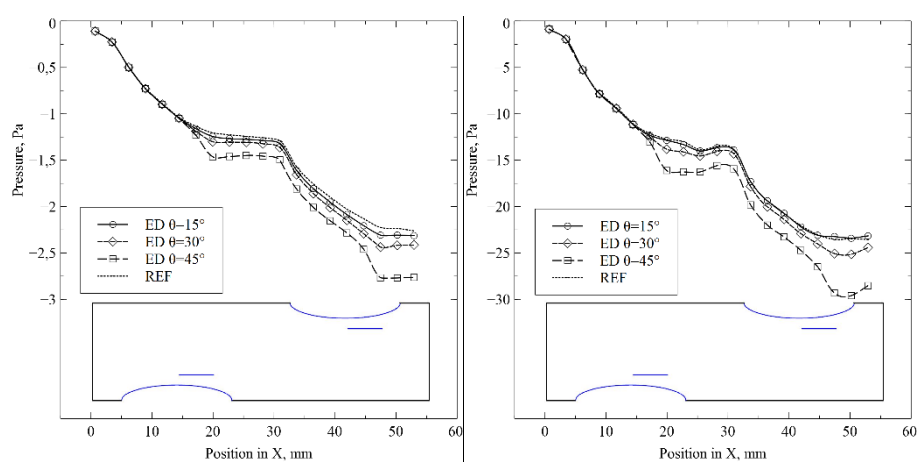 0
0,5
−1
−1.5
−2
−2.5
−3
Pressure, Pa
ED θ=15°
ED θ=30°
ED θ=45°
REF
0 10 20 30 40 50 60
Position in X, mm
0
−5
−10
−15
−20
−25
−30
Pressure, Pa
ED θ=15°
ED θ=30°
ED θ=45°
REF
0 10 20 30 40 50 60
Position in X, mm